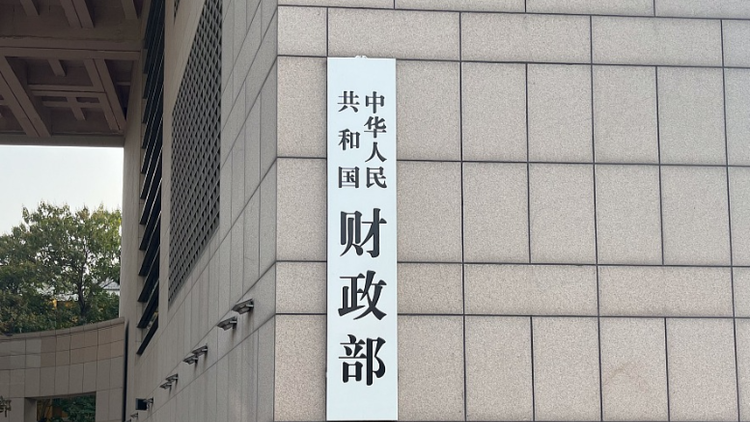 中华人民
共和国
财政部